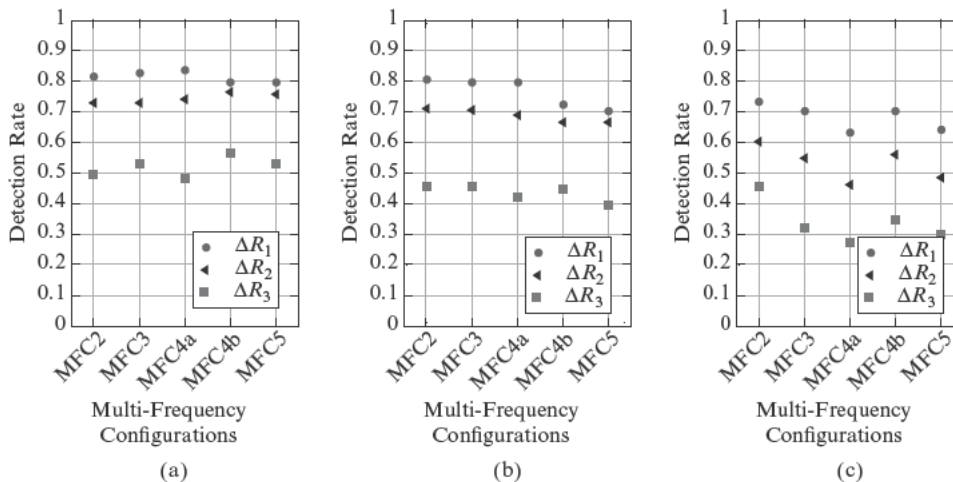 1
0.9
0.8
0.7
0.6
0.5
0.4
0.3
0.2
0.1
0
Detection Rate
ΔR1
ΔR2
ΔR3
MFC2
MFC3
MFC4a
MFC4b
MFC5
Multi-Frequency
Configurations
(a)
1
0.9
0.8
0.7
0.6
0.5
0.4
0.3
0.2
0.1
0
Detection Rate
ΔR1
ΔR2
ΔR3
MFC2
MFC3
MFC4a
MFC4b
MFC5
Multi-Frequency
Configurations
(b)
1
0.9
0.8
0.7
0.6
0.5
0.4
0.3
0.2
0.1
0
Detection Rate
ΔR1
ΔR2
ΔR3
MFC2
MFC3
MFC4a
MFC4b
MFC5
Multi-Frequency
Configurations
(c)